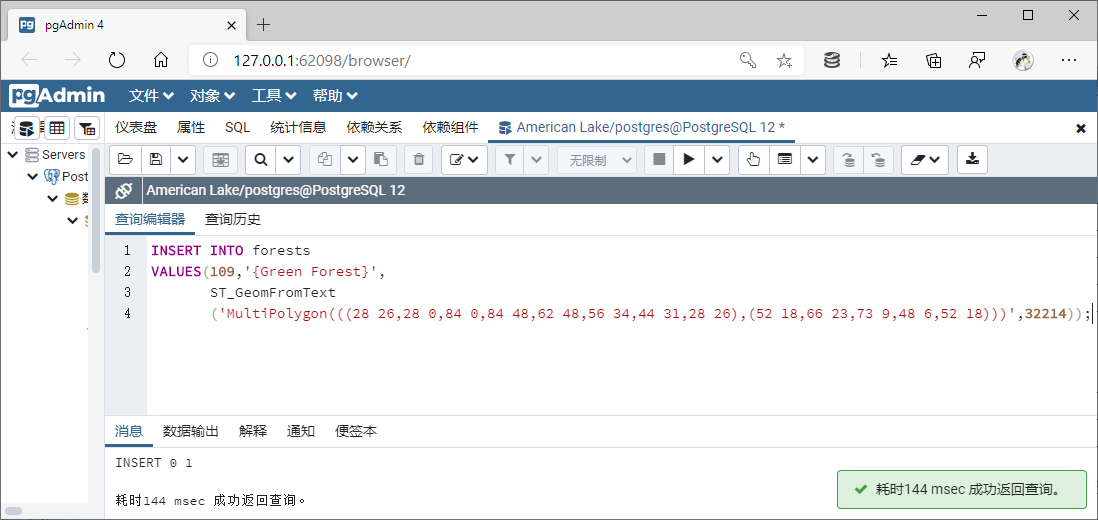 pgAdmin 4
127.0.0.1:62098/browser/
pgAdmin 文件 对象 工具 帮助
仪表盘 属性 SQL 统计信息 依赖关系 依赖组件 American Lake/postgres@PostgreSQL 12 *
Servers
Post
无限制
American Lake/postgres@PostgreSQL 12
查询编辑器 查询历史
1 INSERT INTO forests
2 VALUES(109,'{Green Forest}',
3 ST_GeomFromText
4 ('MultiPolygon(((28 26,28 0,84 0,84 48,62 48,56 34,44 31,28 26),(52 18,66 23,73 9,48 6,52 18)))',32214));
消息 数据输出 解释 通知 便签本
INSERT 0 1
耗时144 msec 成功返回查询。
耗时144 msec 成功返回查询。